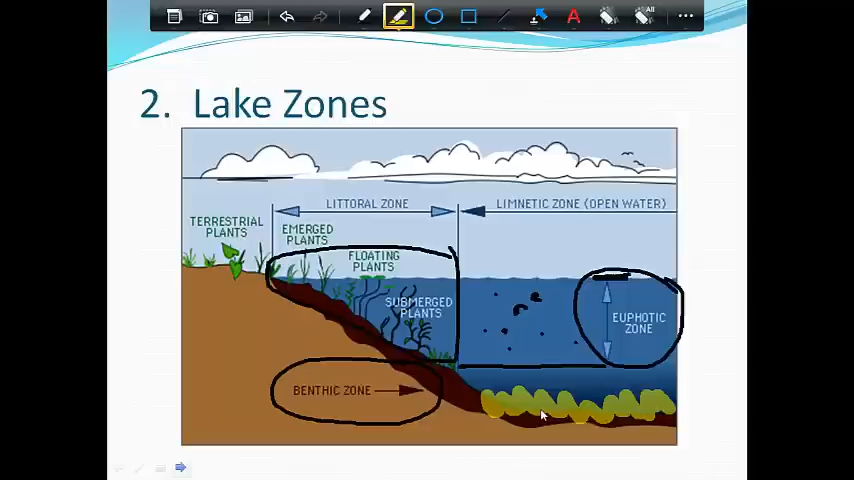 All
A
2. Lake Zones
LITTORAL ZONE
LIMNETIC ZONE (OPEN WATER)
TERRESTRIAL
PLANTS
EMERGED
PLANTS
FLOATING
PLANTS
SUBMERGED
PLANTS
EUPHOTIC
ZONE
BENTHIC ZONE